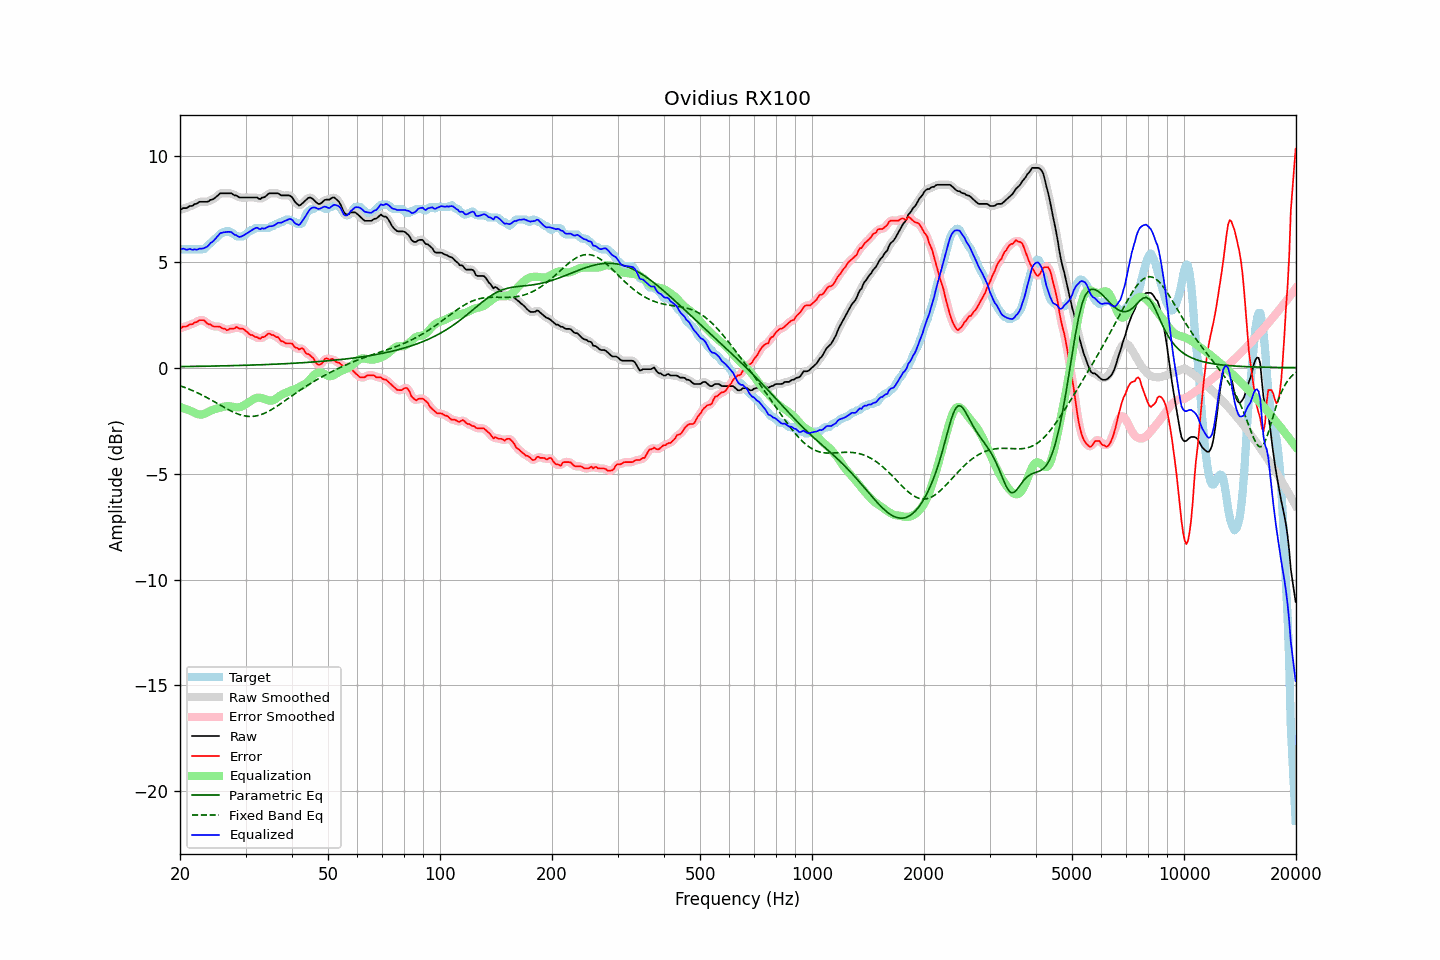 Ovidius RX100
10
5
0
−5
−10
−15
−20
Amplitude (dBr)
Target
Raw Smoothed
Error Smoothed
Raw
Error
Equalization
Parametric Eq
Fixed Band Eq
Equalized
20 50 100 200 500 1000 2000 5000 10000 20000
Frequency (Hz)